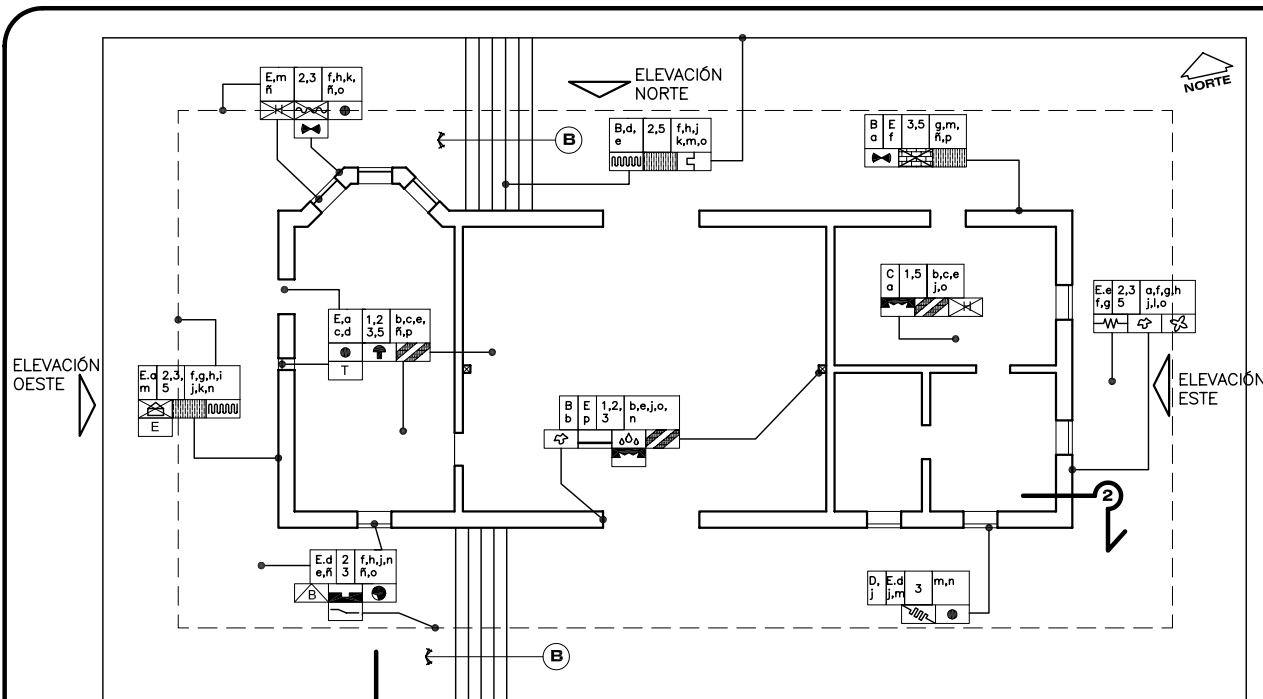 ELEVACIÓN
NORTE
NORTE
E,m 2,3 f,h,k,
ñ ñ,o
B
B,d, 2,5 f,h,j
e k,m,o
B E 3,5 g,m,
a f ñ,p
C 1,5 b,c,e
a j,o
E.e 2,3 a,f,g,h
f,g 5 j,l,o
E,a 1,2 b,c,e,
c,d 3,5 ñ,p
T
ELEVACIÓN
OESTE
E.a 2,3, f,g,h,i
m 5 j,k,n
E
ELEVACIÓN
ESTE
B E 1,2, b,e,j,o,
b p 3 n
2
E.d 2 f,h,j,n
e,ñ 3 ñ,o
B
D, E.d 3 m,n
j j,m
B